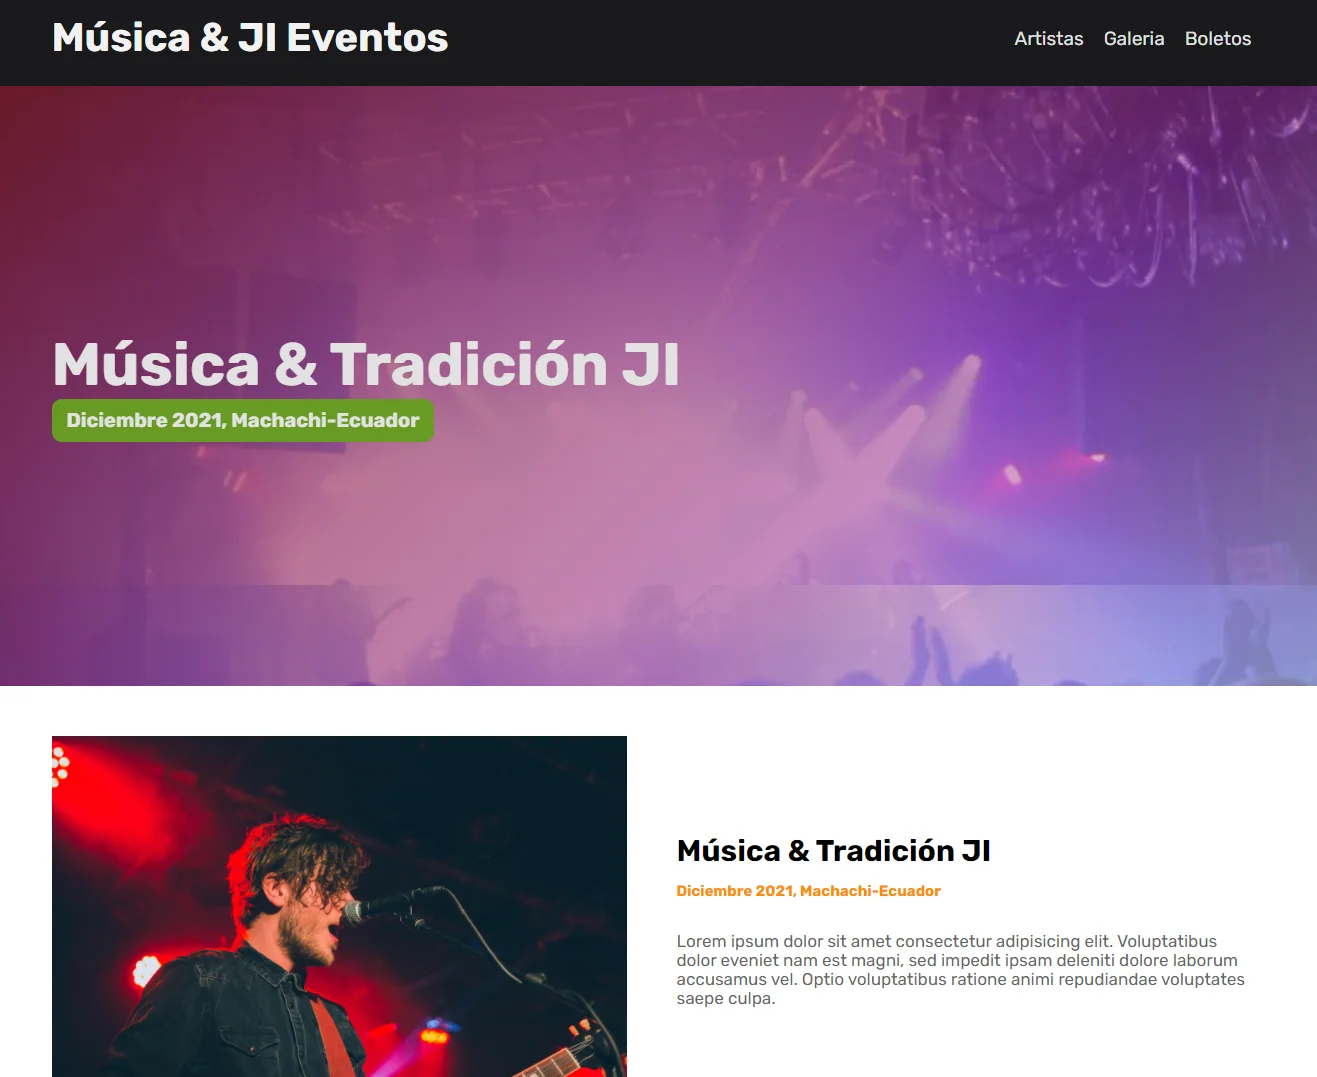 Música & JI Eventos
Artistas Galeria Boletos
Música & Tradición JI
Diciembre 2021, Machachi-Ecuador
Música & Tradición JI
Diciembre 2021, Machachi-Ecuador
Lorem ipsum dolor sit amet consectetur adipisicing elit. Voluptatibus
dolor eveniet nam est magni, sed impedit ipsam deleniti dolore laborum
accusamus vel. Optio voluptatibus ratione animi repudiandae voluptates
saepe culpa.